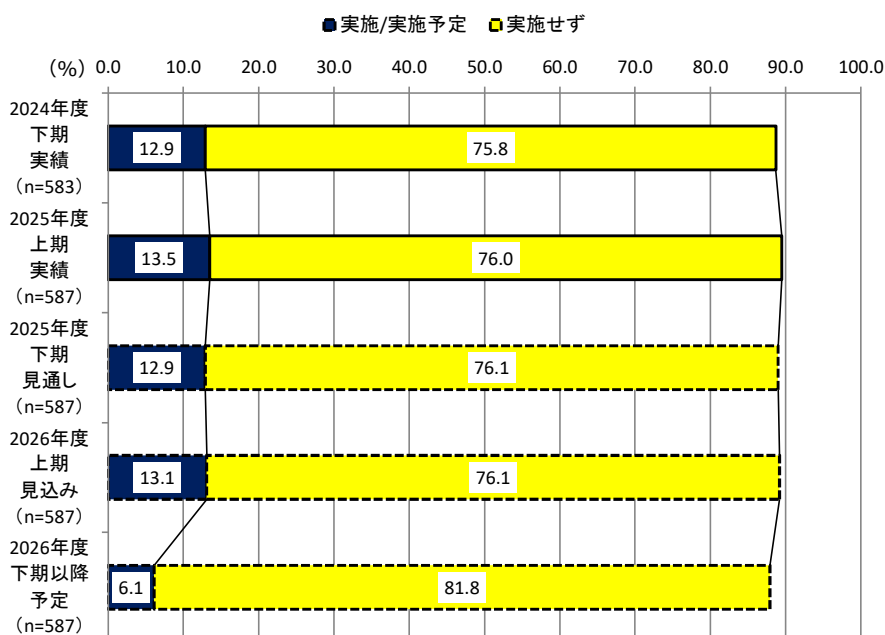 ■実施/実施予定 ■実施せず
（%） 0.0 10.0 20.0 30.0 40.0 50.0 60.0 70.0 80.0 90.0 100.0
2024年度
下期
実績
（n=583）
12.9 75.8
2025年度
上期
実績
（n=587）
13.5 76.0
2025年度
下期
見通し
（n=587）
12.9 76.1
2026年度
上期
見込み
（n=587）
13.1 76.1
2026年度
下期以降
予定
（n=587）
6.1 81.8